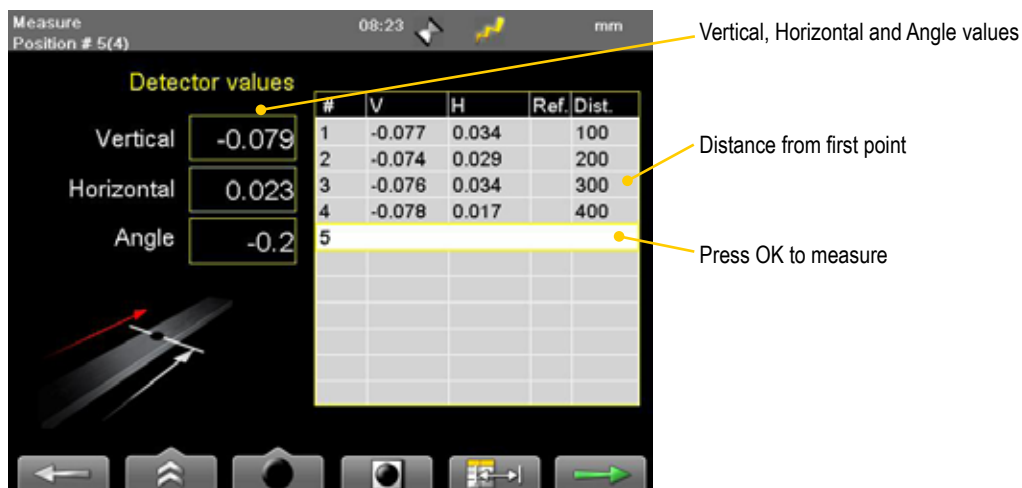 Measure 08:23 mm
Position # 5(4)
Vertical, Horizontal and Angle values
Detector values
# V H Ref. Dist.
Vertical -0.079
1 -0.077 0.034 100
2 -0.074 0.029 200
Distance from first point
Horizontal 0.023
3 -0.076 0.034 300
4 -0.078 0.017 400
Angle -0.2
5
Press OK to measure